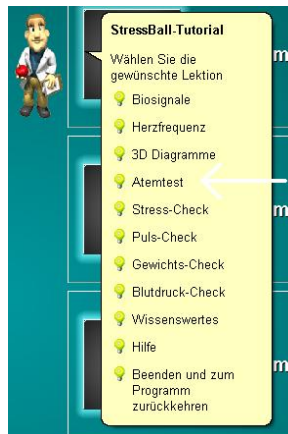 StressBall-Tutorial
Wählen Sie die
gewünschte Lektion
Biosignale
Herzfrequenz
3D Diagramme
Atemtest
Stress-Check
Puls-Check
Gewichts-Check
Blutdruck-Check
Wissenswertes
Hilfe
Beenden und zum
Programm
zurückkehren